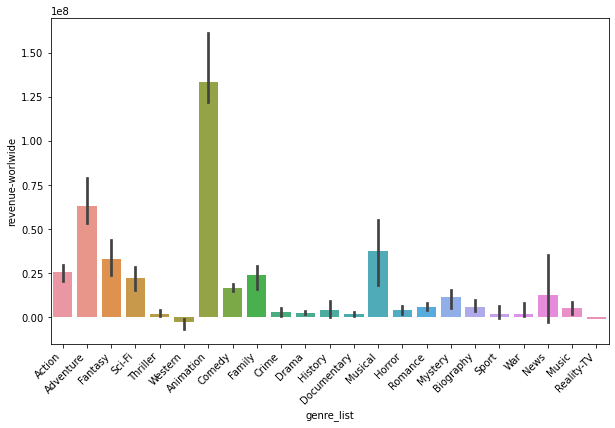 1e8
1.50
1.25
1.00
0.75
0.50
0.25
0.00
revenue-worlwide
Action
Adventure
Fantasy
Sci-Fi
Thriller
Western
Animation
Comedy
Family
Crime
Drama
History
Documentary
Musical
Horror
Romance
Mystery
Biography
Sport
War
News
Music
Reality-TV
genre_list